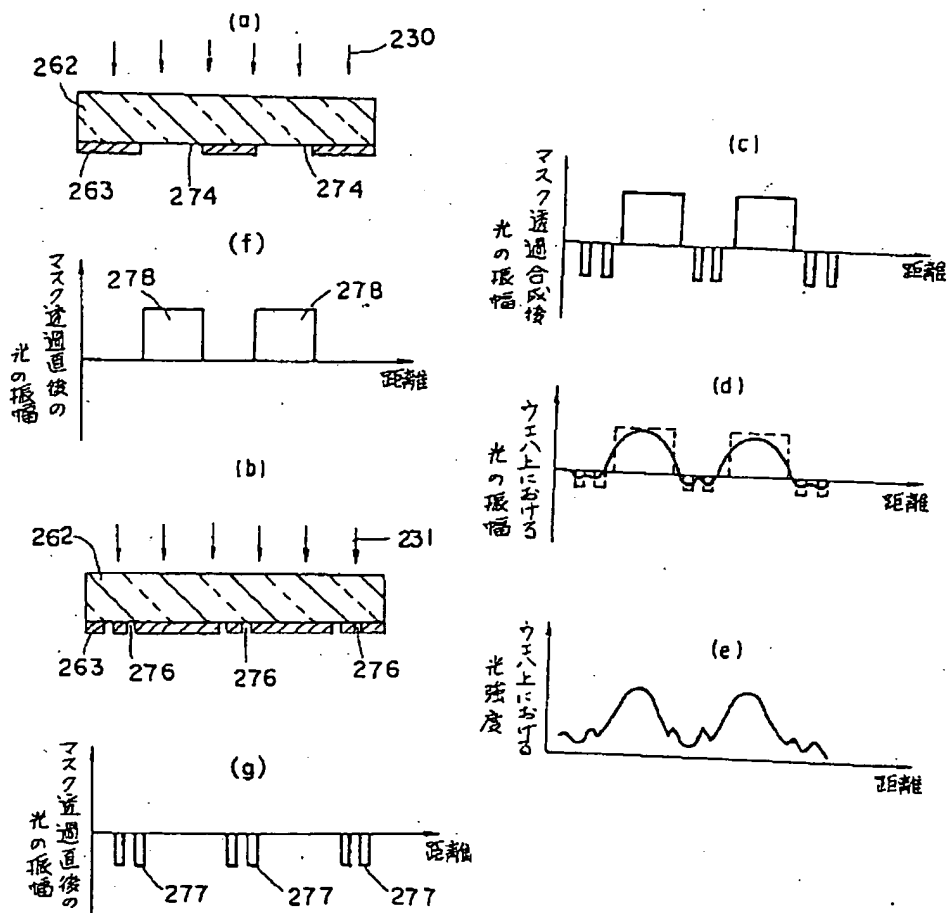 (a)
230
262
263
274
274
(f)
マスク透過直後の
光の振幅
278
278
距離
(b)
262
231
263
276
276
276
(g)
マスク透過直後の
光の振幅
277
277
277
距離
(c)
マスク透過合成後
光の振幅
距離
(d)
ウエハ上における
光の振幅
距離
(e)
ウエハ上における
光強度
距離